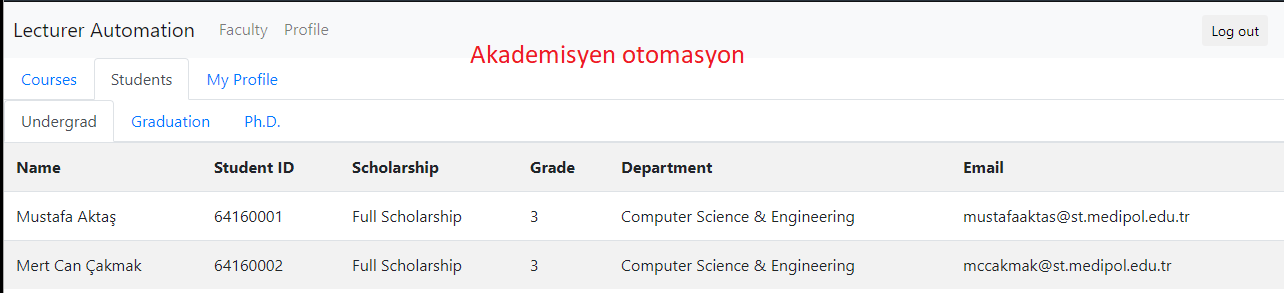 Lecturer Automation Faculty Profile Log out
Akademisyen otomasyon
Courses Students My Profile
Undergrad Graduation Ph.D.
Name Student ID Scholarship Grade Department Email
Mustafa Aktaş 64160001 Full Scholarship 3 Computer Science & Engineering mustafaaktas@st.medipol.edu.tr
Mert Can Çakmak 64160002 Full Scholarship 3 Computer Science & Engineering mccakmak@st.medipol.edu.tr